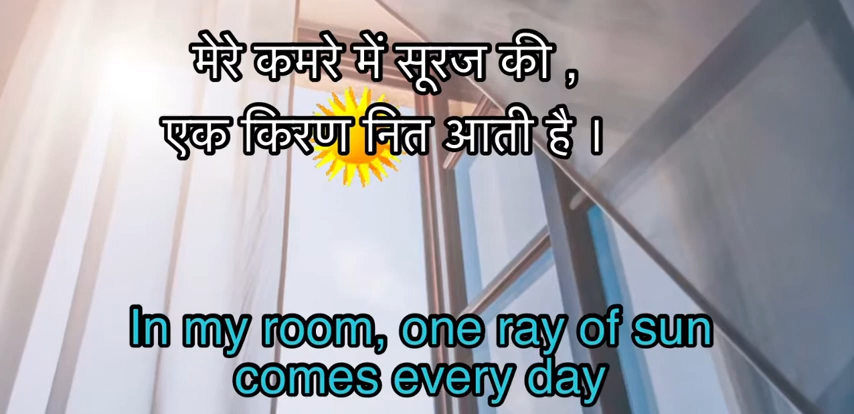 मेरे कमरे में सूरज की ,
एक किरण नित आती है ।
In my room, one ray of sun
comes every day